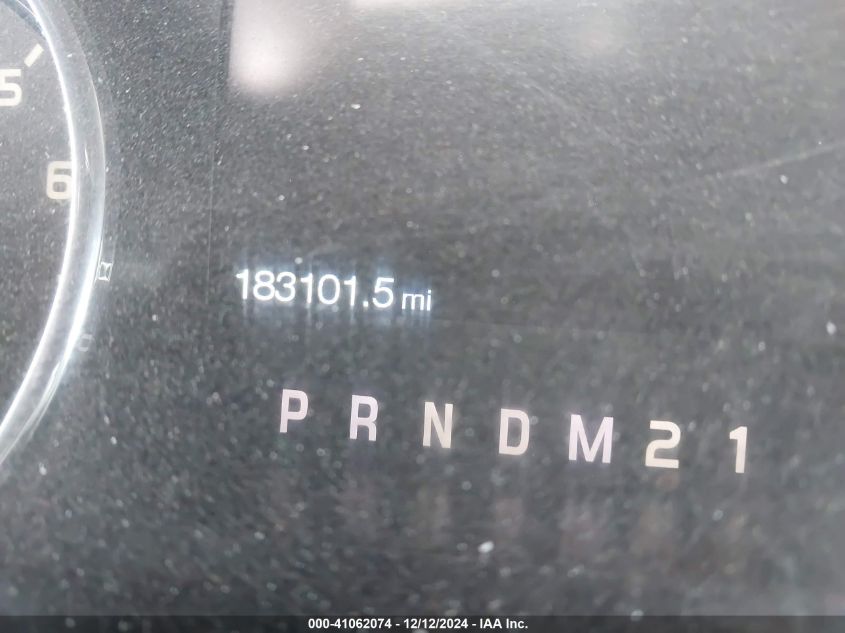 5
6
183101.5 mi
P R N D M 2 1
000-41062074 - 12/12/2024 - IAA Inc.